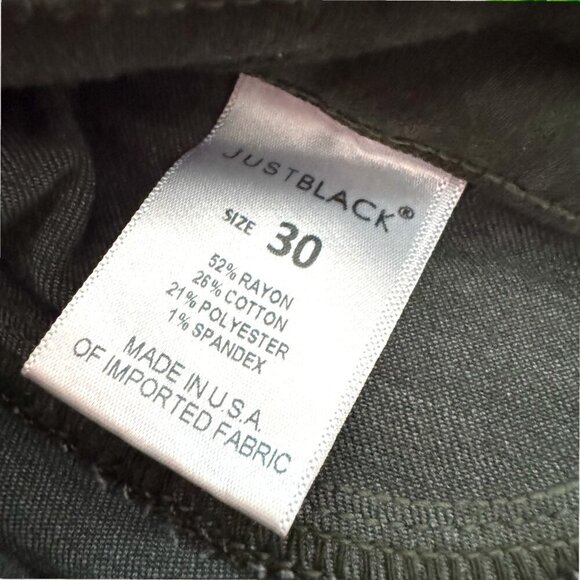 JUSTBLACK®
SIZE 30
52% RAYON
26% COTTON
21% POLYESTER
1% SPANDEX
MADE IN U.S.A.
OF IMPORTED FABRIC